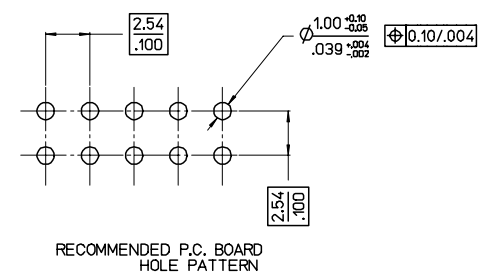 2.54
.100
Ø1.00 +0.10 -0.05
.039 +.004 -.002
⌖ 0.10/.004
2.54
.100
RECOMMENDED P.C. BOARD
HOLE PATTERN